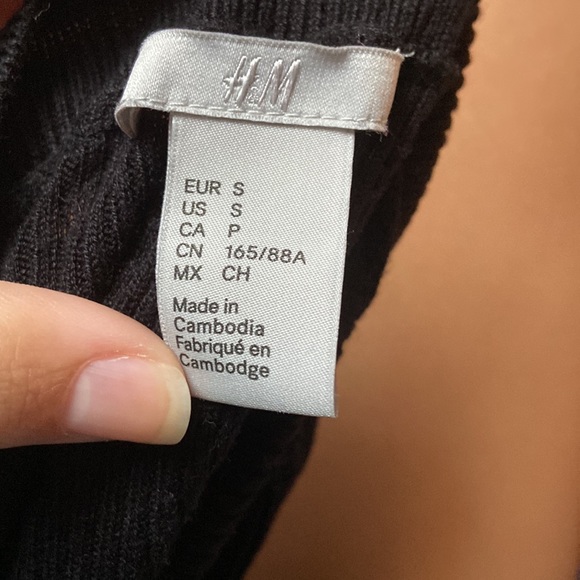 H&M
EUR S
US S
CA P
CN 165/88A
MX CH
Made in
Cambodia
Fabriqué en
Cambodge